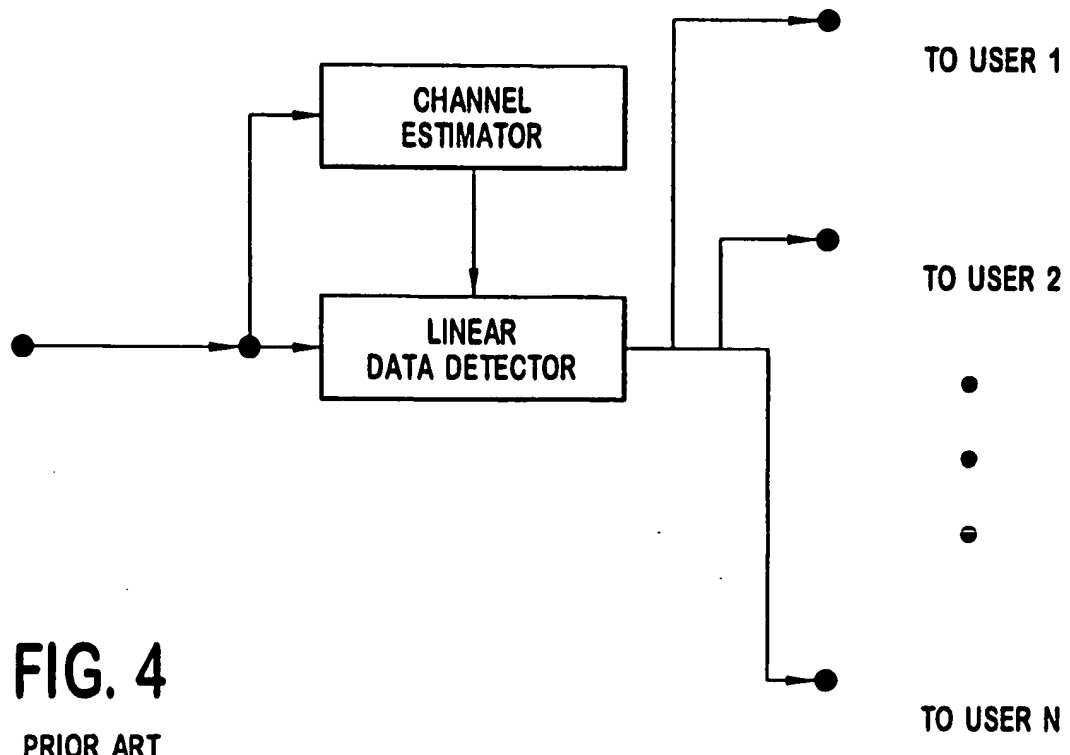 TO USER 1
CHANNEL
ESTIMATOR
TO USER 2
LINEAR
DATA DETECTOR
TO USER N
FIG. 4
PRIOR ART